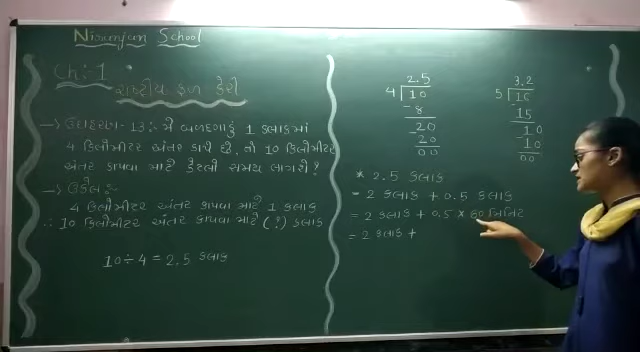 Niranjan School
Ch:-1
રાષ્ટ્રીય ફળ કેરી
→ ઉદાહરણ-13:- બળદગાડું 1 કલાકમાં
4 કિલોમીટર અંતર કાપે છે. તો 10 કિલોમીટર
અંતર કાપવા માટે કેટલો સમય લાગશે?
→ ઉકેલ:-
4 કિલોમીટર અંતર કાપવા માટે 1 કલાક
∴ 10 કિલોમીટર અંતર કાપવા માટે (?) કલાક
10÷4 = 2.5 કલાક
2.5
4 10
-8
20
-20
00
3.2
5 16
-15
10
-10
00
* 2.5 કલાક
= 2 કલાક + 0.5 કલાક
= 2 કલાક + 0.5 × 60 મિનિટ
= 2 કલાક +